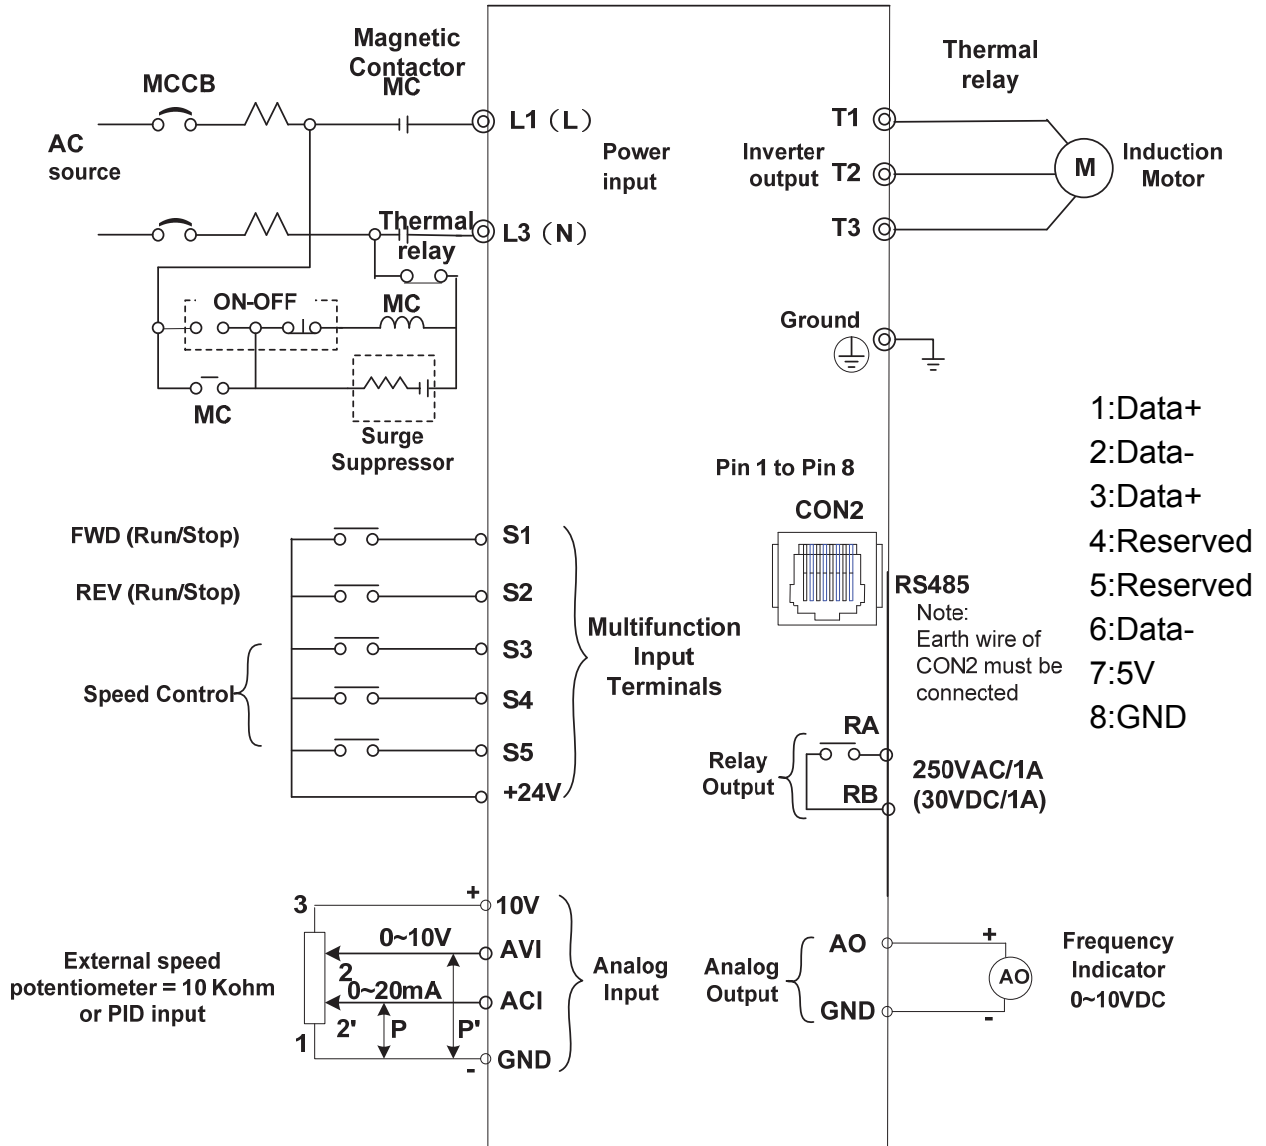 Magnetic
Contactor
MC
MCCB
AC
source
L1 (L)
Power
input
Thermal
relay
L3 (N)
ON-OFF
MC
MC
Surge
Suppressor
Thermal
relay
T1
Inverter
output
T2
T3
M
Induction
Motor
Ground
Pin 1 to Pin 8
CON2
RS485
Note:
Earth wire of
CON2 must be
connected
1:Data+
2:Data-
3:Data+
4:Reserved
5:Reserved
6:Data-
7:5V
8:GND
FWD (Run/Stop)
REV (Run/Stop)
Speed Control
S1
S2
S3
S4
S5
+24V
Multifunction
Input
Terminals
Relay
Output
RA
RB
250VAC/1A
(30VDC/1A)
External speed
potentiometer = 10 Kohm
or PID input
3
+
10V
0~10V
AVI
2
0~20mA
ACI
2'
P
P'
1
-
GND
Analog
Input
Analog
Output
AO
GND
+
AO
-
Frequency
Indicator
0~10VDC